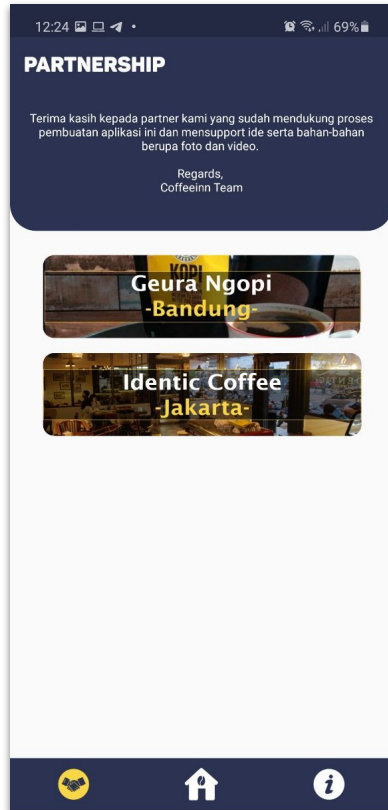 12:24
69%
PARTNERSHIP
Terima kasih kepada partner kami yang sudah mendukung proses
pembuatan aplikasi ini dan mensupport ide serta bahan-bahan
berupa foto dan video.
Regards,
Coffeeinn Team
KOPI
Geura Ngopi
-Bandung-
Identic Coffee
-Jakarta-